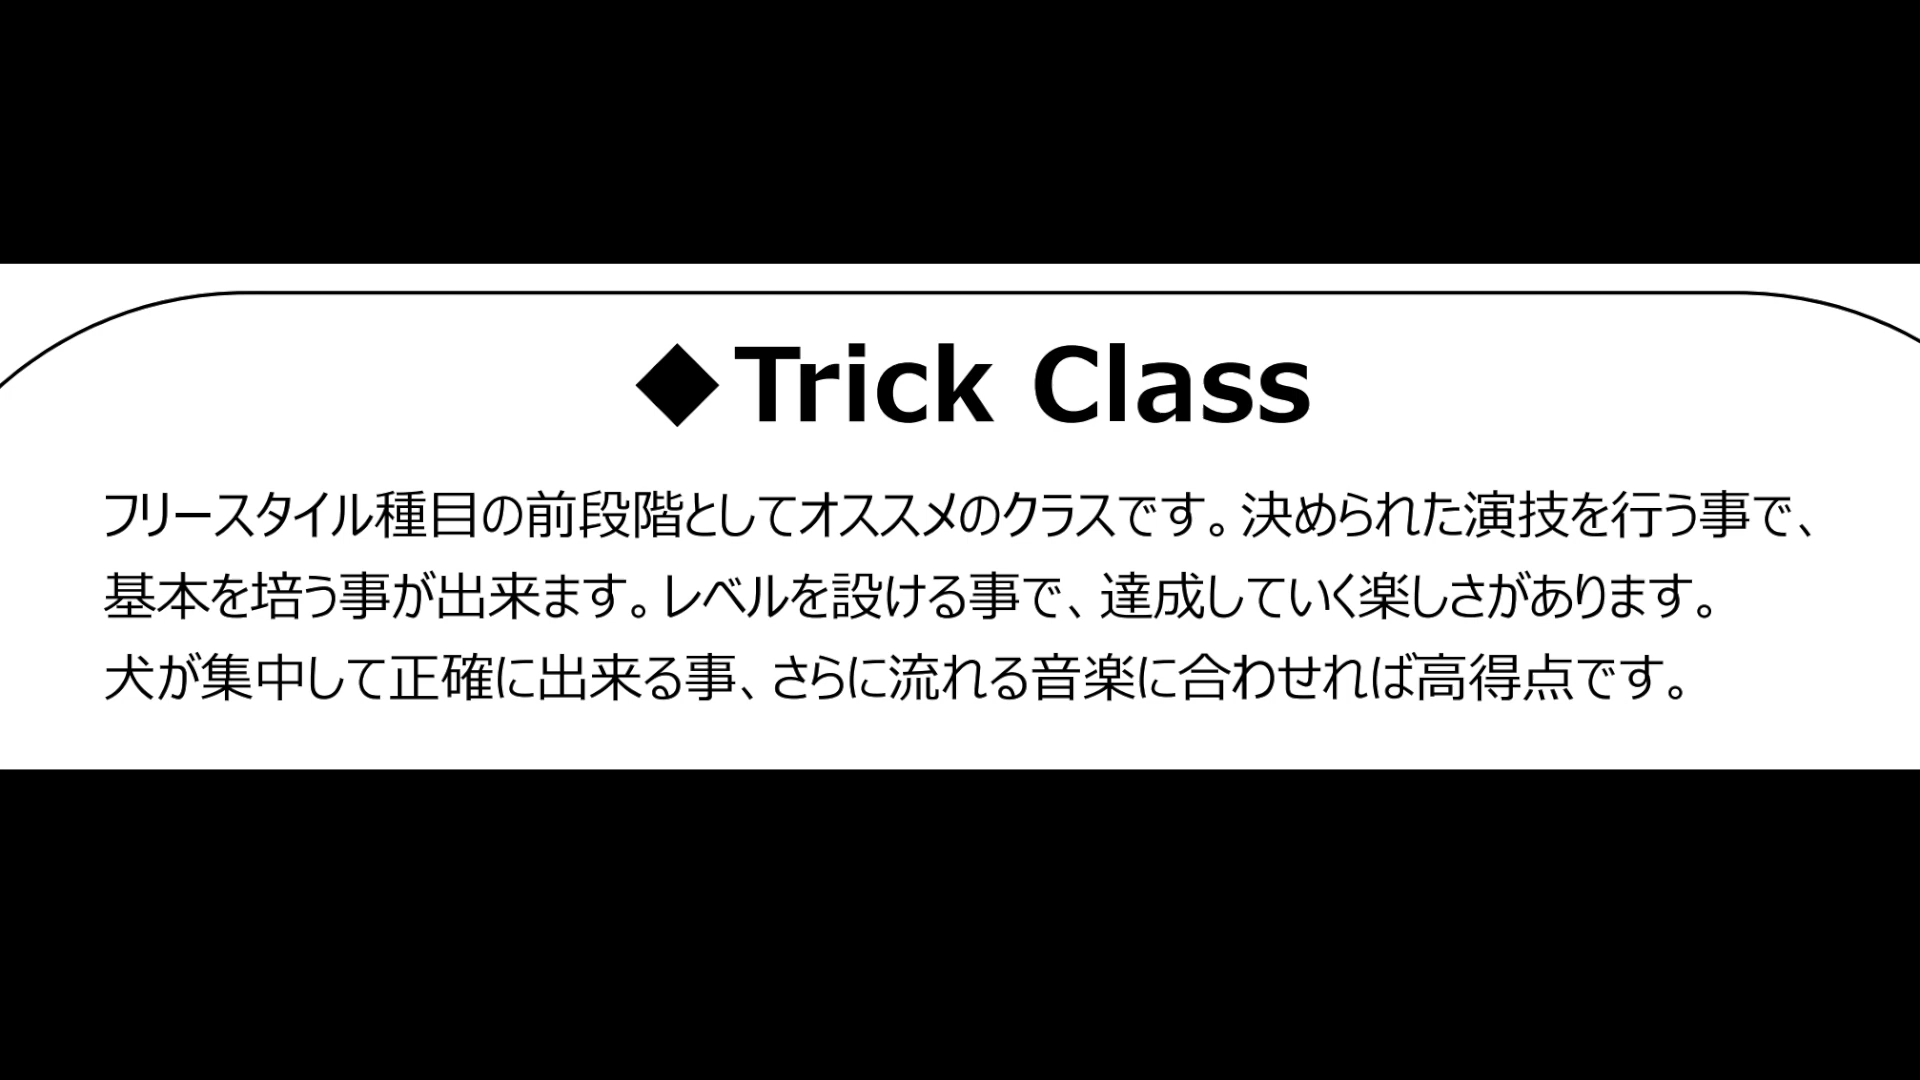 ◆Trick Class
フリースタイル種目の前段階としてオススメのクラスです。決められた演技を行う事で、
基本を培う事が出来ます。レベルを設ける事で、達成していく楽しさがあります。
犬が集中して正確に出来る事、さらに流れる音楽に合わせれば高得点です。